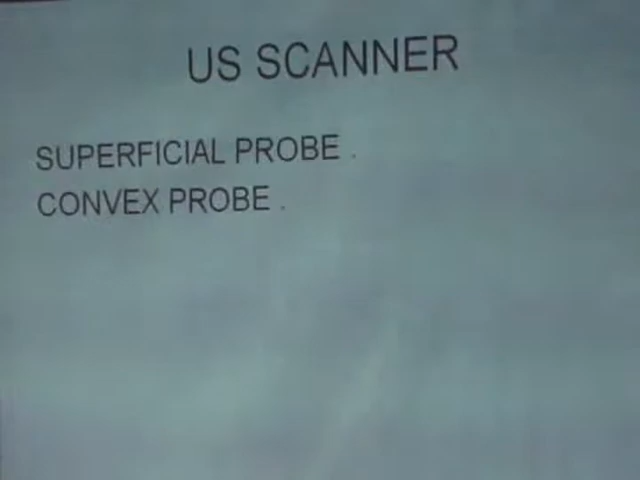 US SCANNER
SUPERFICIAL PROBE .
CONVEX PROBE .